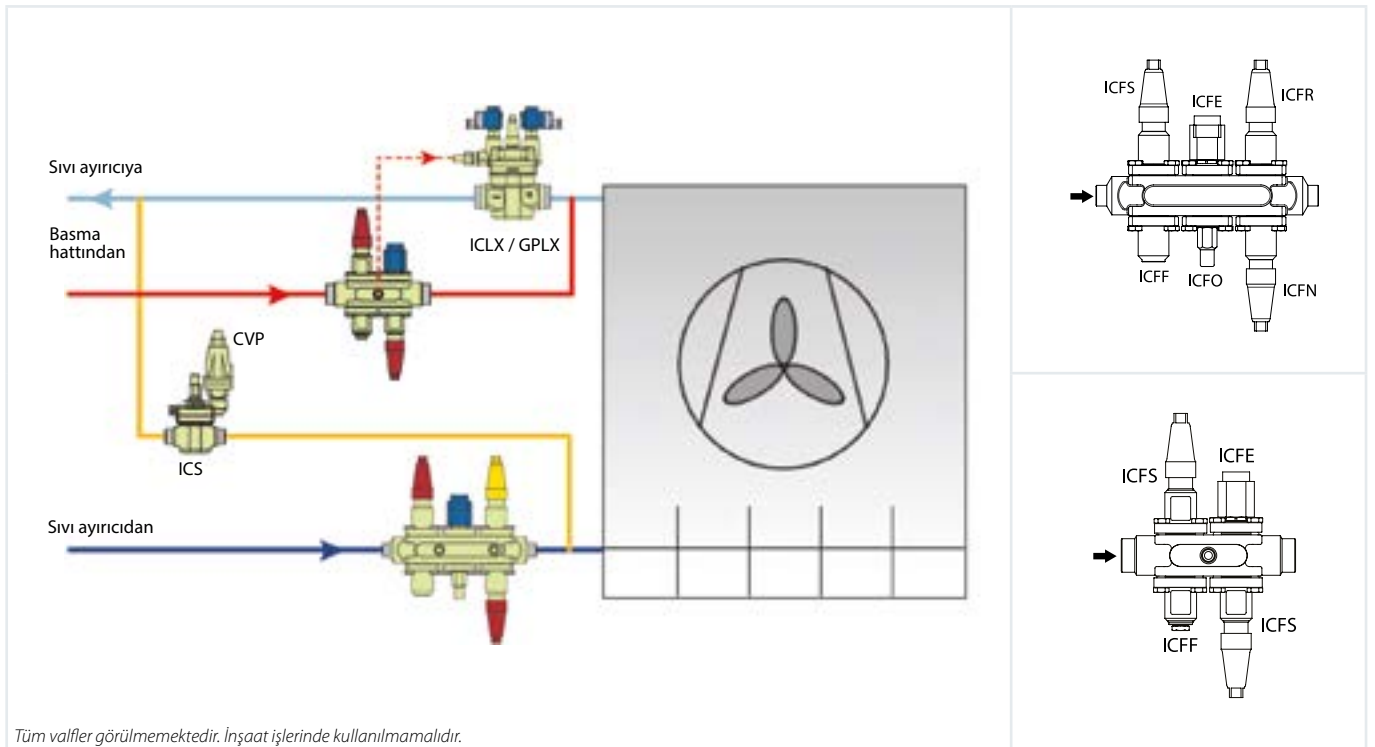 Sıvı ayırıcıya
Basma
hattından
ICLX / GPLX
CVP
ICS
Sıvı ayırıcıdan
Tüm valfler görülmemektedir. İnşaat işlerinde kullanılmamalıdır.
ICFS
ICFE
ICFR
ICFF
ICFO
ICFN
ICFS
ICFE
ICFF
ICFS